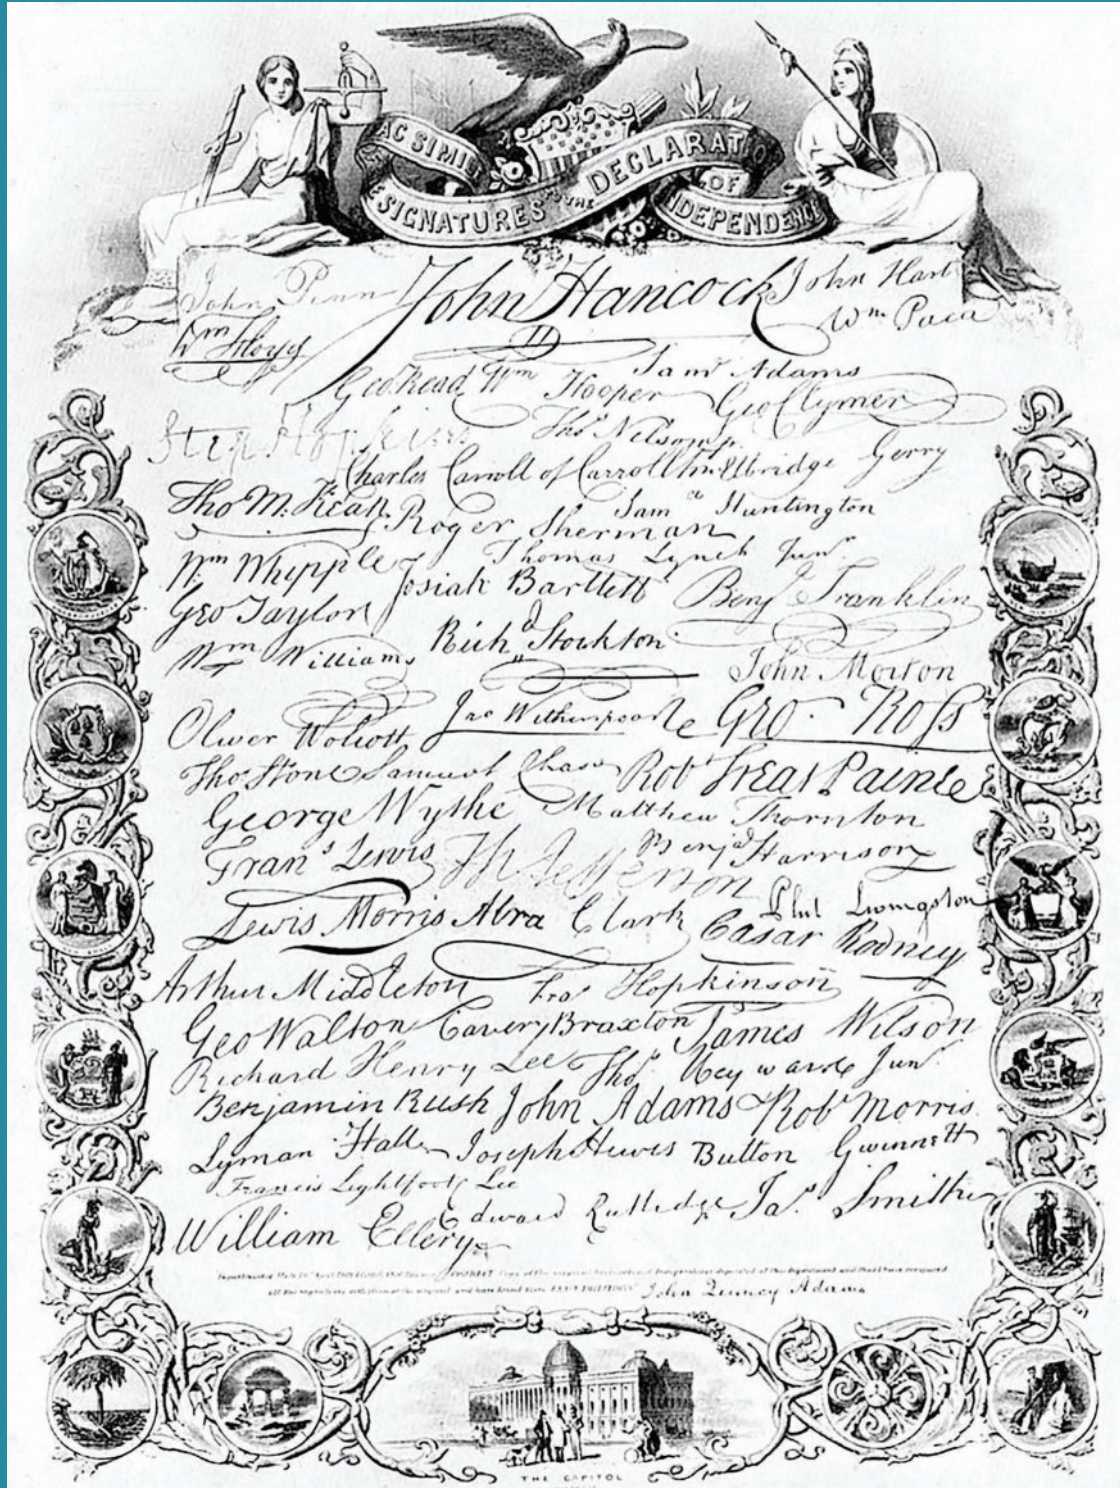 FAC SIMILE
SIGNATURES TO THE DECLARATION
OF
INDEPENDENCE
John Penn John Hancock John Hart
Wm Floyd Wm Paca
Saml Adams
Geo. Read Wm Hooper Geo Clymer
Step Hopkins Thos Nelson jr.
Charles Carroll of Carrollton Elbridge Gerry
Tho M: Kean Saml Huntington
Roger Sherman
Thomas Lynch Junr.
Wm Whipple Josiah Bartlett Benj Franklin
Geo Taylor
Richd Stockton
Wm Williams John Morton
Oliver Wolcott Jno Witherspoon Geo. Ross
Thos Stone Samuel Chase Robt Treat Paine
George Wythe Matthew Thornton
Frans Lewis Th Jefferson Benja Harrison
Lewis Morris Abra Clark Phil Livingston
Cæsar Rodney
Arthur Middleton Fras Hopkinson
Geo Walton Carter Braxton James Wilson
Richard Henry Lee Thos Heyward Junr.
Benjamin Rush John Adams Robt Morris
Lyman Hall Joseph Hewes Button Gwinnett
Francis Lightfoot Lee
Edward Rutledge Jas. Smith
William Ellery
John Quincy Adams
THE CAPITOL